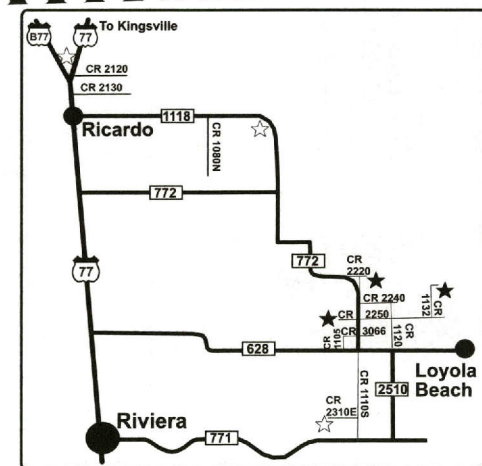 To Kingsville
B77
77
CR 2120
CR 2130
Ricardo
1118
CR 1080N
772
772
CR
2220
77
CR 2240
CR
1132
CR 2250
CR 3066
CR
1105
CR
1120
628
Loyola
Beach
CR 1110S
2510
CR
2310E
Riviera
771